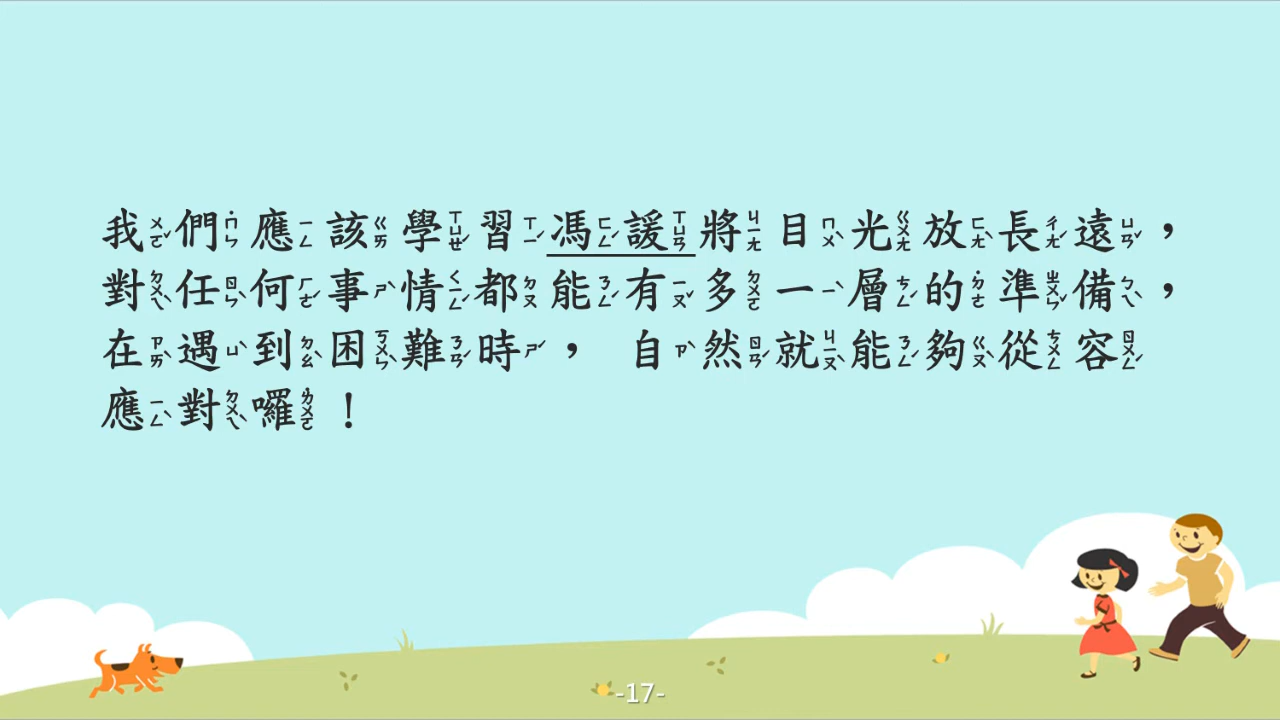 我們應該學習馮諼將目光放長遠，
對任何事情都能有多一層的準備，
在遇到困難時， 自然就能夠從容
應對囉！
-17-